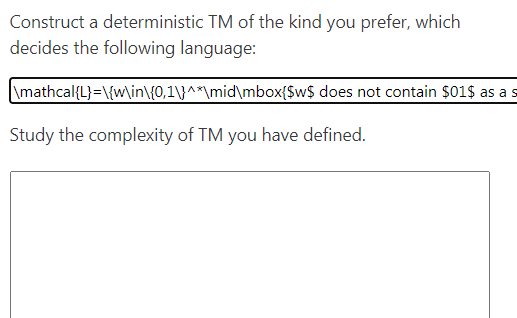 Construct a deterministic TM of the kind you prefer, which
decides the following language:
\mathcal{L}=\{w\in\{0,1\}^*\mid\mbox{$w$ does not contain $01$ as a s
Study the complexity of TM you have defined.